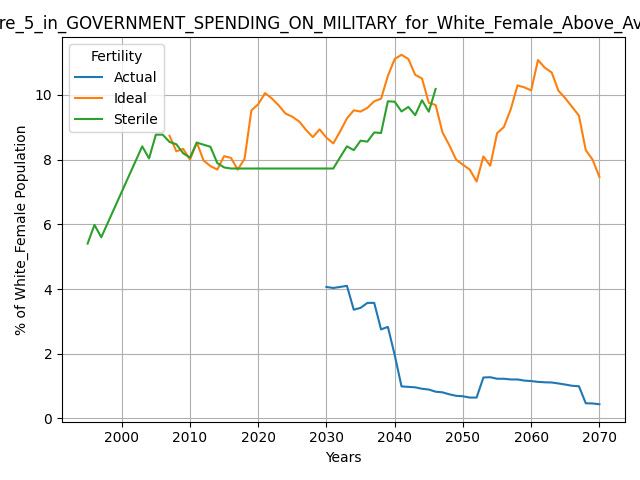 re_5_in_GOVERNMENT_SPENDING_ON_MILITARY_for_White_Female_Above_Av
Fertility
Actual
Ideal
Sterile
% of White_Female Population
10
8
6
4
2
0
2000 2010 2020 2030 2040 2050 2060 2070
Years